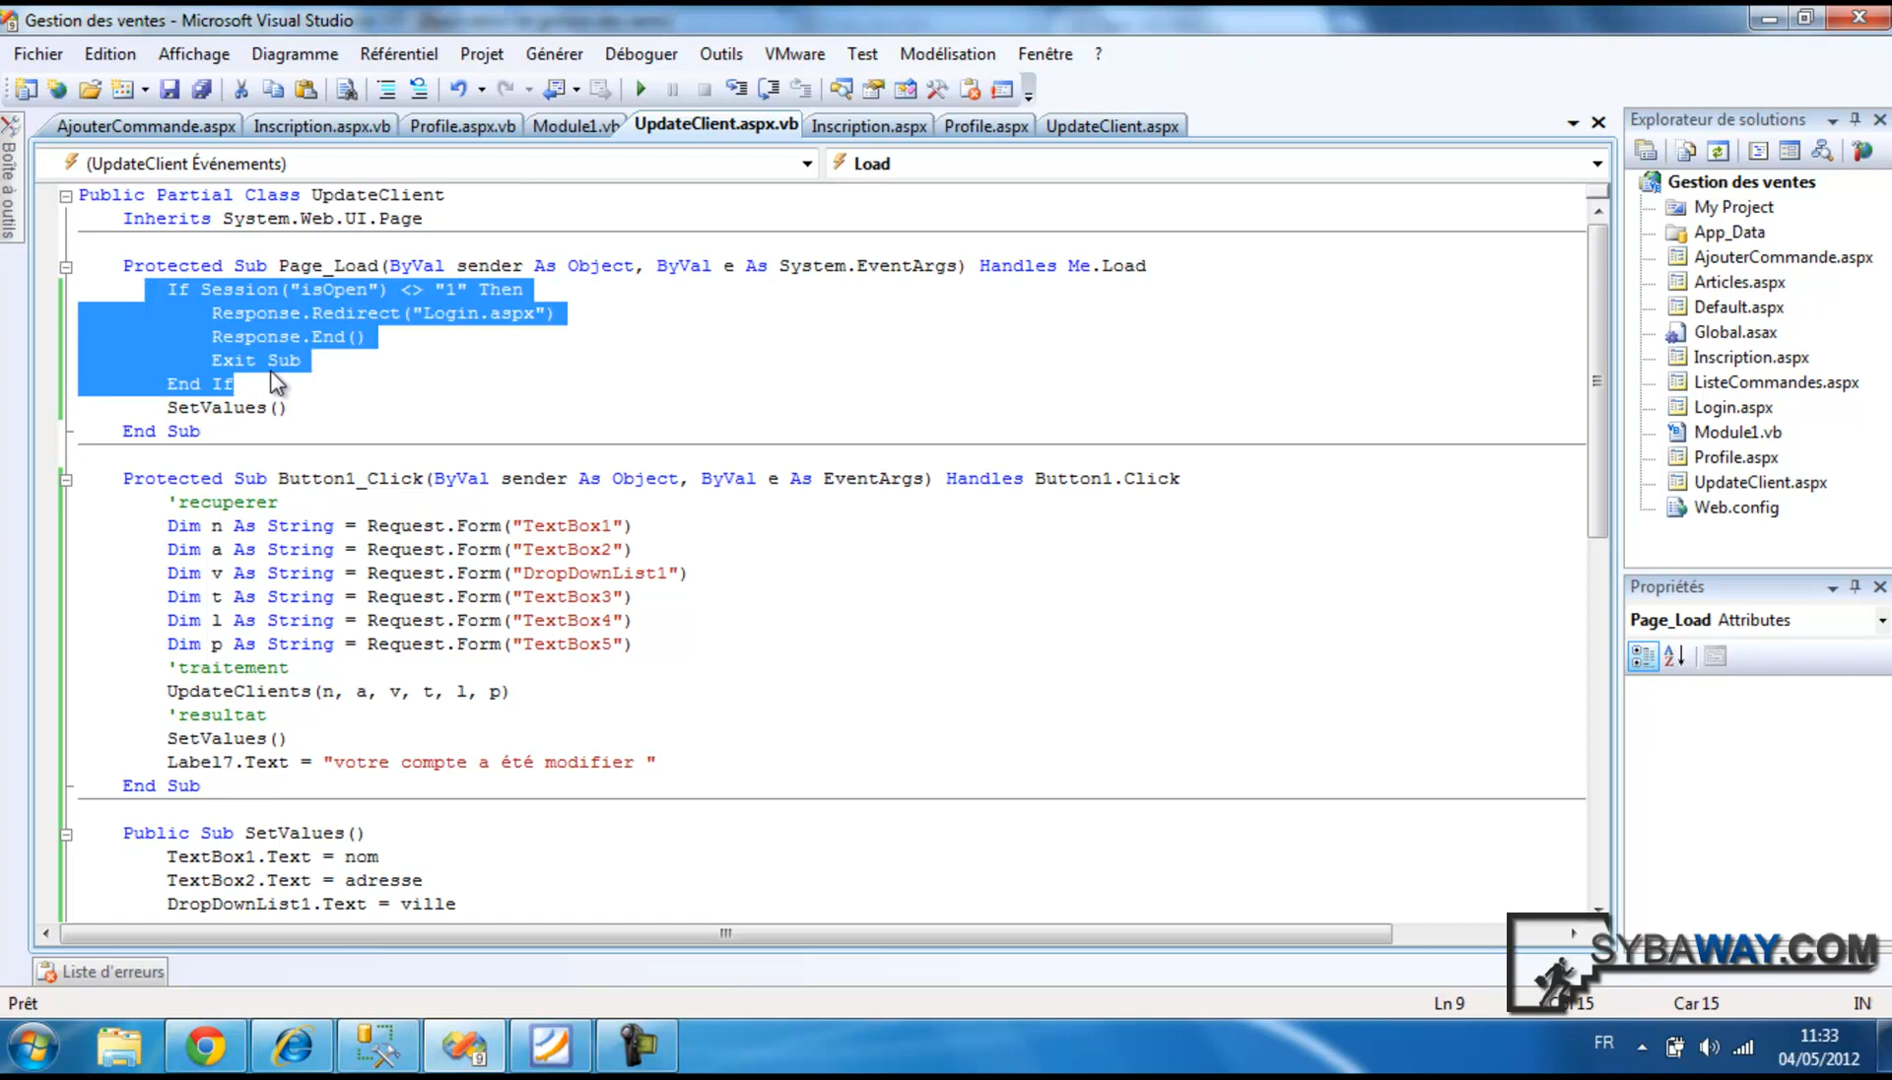 Gestion des ventes - Microsoft Visual Studio
Fichier Edition Affichage Diagramme Référentiel Projet Générer Déboguer Outils VMware Test Modélisation Fenêtre ?
AjouterCommande.aspx Inscription.aspx.vb Profile.aspx.vb Module1.vb UpdateClient.aspx.vb Inscription.aspx Profile.aspx UpdateClient.aspx
Boîte à outils
(UpdateClient Événements) Load
Public Partial Class UpdateClient
Inherits System.Web.UI.Page
Protected Sub Page_Load(ByVal sender As Object, ByVal e As System.EventArgs) Handles Me.Load
If Session("isOpen") <> "1" Then
Response.Redirect("Login.aspx")
Response.End()
Exit Sub
End If
SetValues()
End Sub
Protected Sub Button1_Click(ByVal sender As Object, ByVal e As EventArgs) Handles Button1.Click
'recuperer
Dim n As String = Request.Form("TextBox1")
Dim a As String = Request.Form("TextBox2")
Dim v As String = Request.Form("DropDownList1")
Dim t As String = Request.Form("TextBox3")
Dim l As String = Request.Form("TextBox4")
Dim p As String = Request.Form("TextBox5")
'traitement
UpdateClients(n, a, v, t, l, p)
'resultat
SetValues()
Label7.Text = "votre compte a été modifier "
End Sub
Public Sub SetValues()
TextBox1.Text = nom
TextBox2.Text = adresse
DropDownList1.Text = ville
Explorateur de solutions
Gestion des ventes
My Project
App_Data
AjouterCommande.aspx
Articles.aspx
Default.aspx
Global.asax
Inscription.aspx
ListeCommandes.aspx
Login.aspx
Module1.vb
Profile.aspx
UpdateClient.aspx
Web.config
Propriétés
Page_Load Attributes
SYBAWAY.COM
Liste d'erreurs
Prêt Ln 9 Col 15 Car 15 IN
FR 11:33
04/05/2012